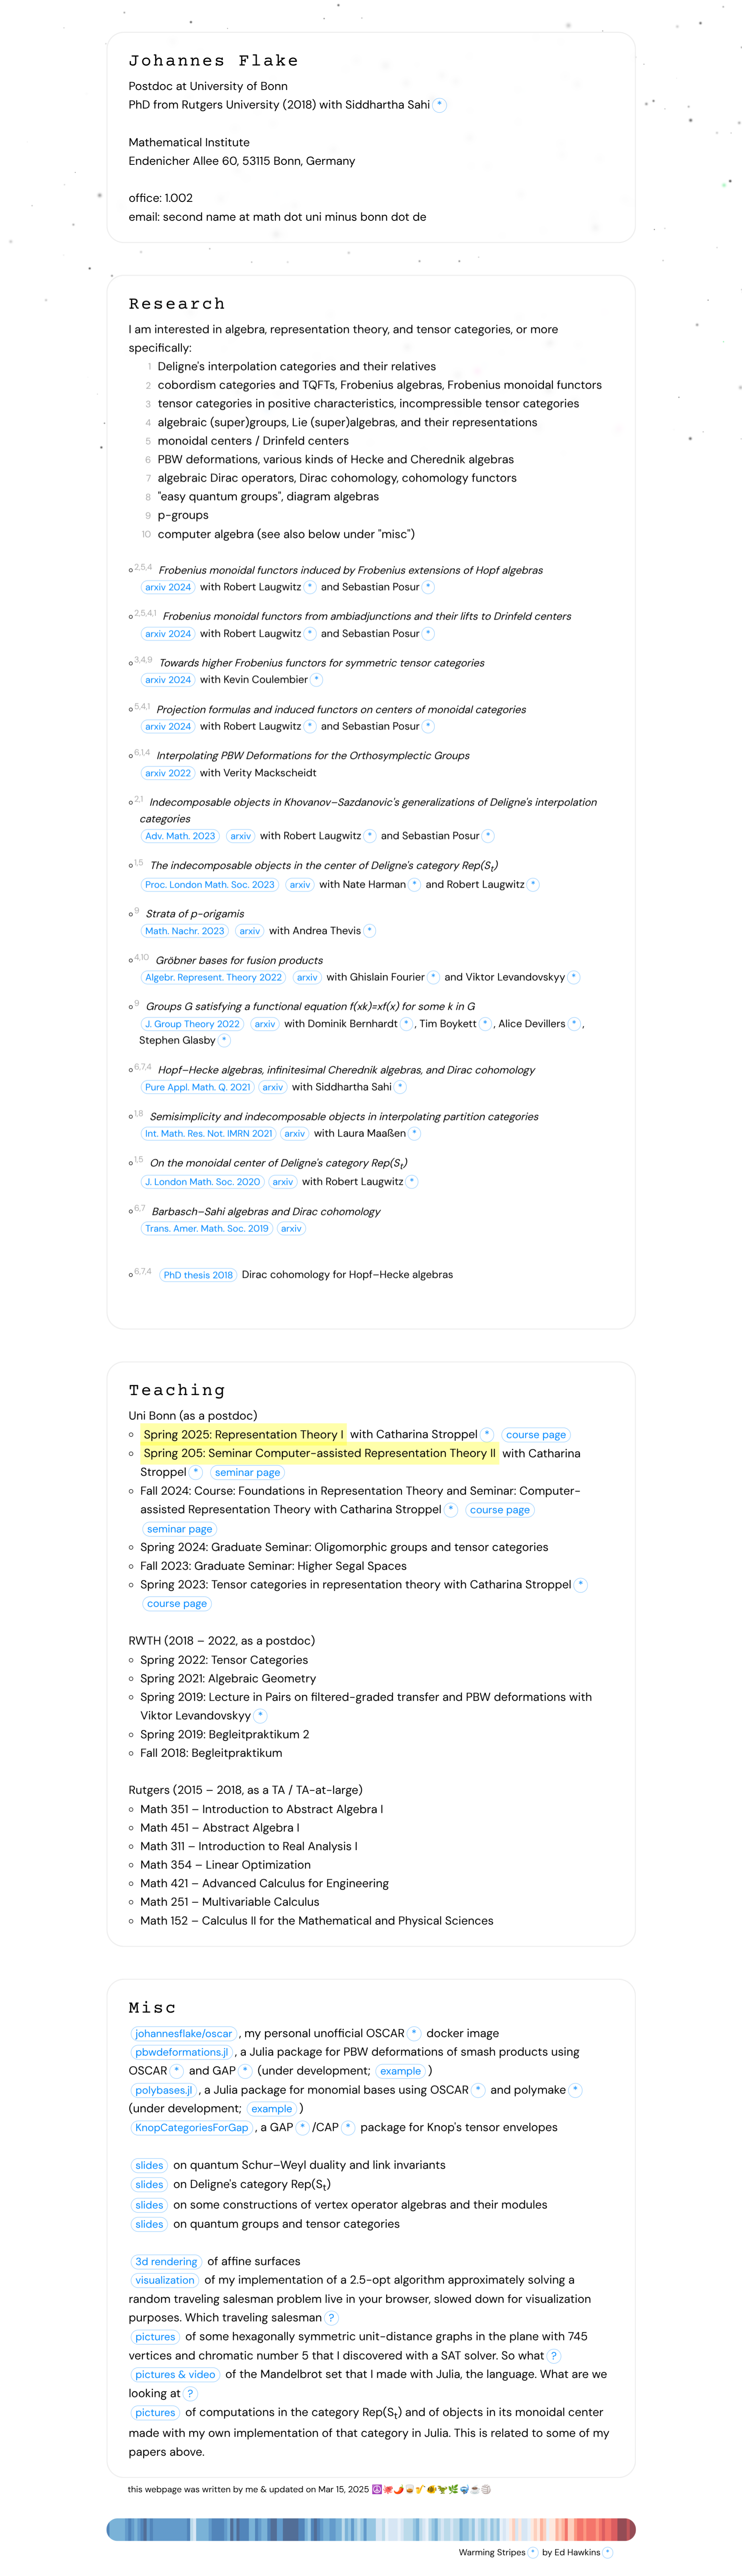 Johannes Flake
Postdoc at University of Bonn
PhD from Rutgers University (2018) with Siddhartha Sahi *
Mathematical Institute
Endenicher Allee 60, 53115 Bonn, Germany
office: 1.002
email: second name at math dot uni minus bonn dot de
Research
I am interested in algebra, representation theory, and tensor categories, or more
specifically:
1 Deligne's interpolation categories and their relatives
2 cobordism categories and TQFTs, Frobenius algebras, Frobenius monoidal functors
3 tensor categories in positive characteristics, incompressible tensor categories
4 algebraic (super)groups, Lie (super)algebras, and their representations
5 monoidal centers / Drinfeld centers
6 PBW deformations, various kinds of Hecke and Cherednik algebras
7 algebraic Dirac operators, Dirac cohomology, cohomology functors
8 "easy quantum groups", diagram algebras
9 p-groups
10 computer algebra (see also below under "misc")
2,5,4 Frobenius monoidal functors induced by Frobenius extensions of Hopf algebras
arxiv 2024 with Robert Laugwitz * and Sebastian Posur *
2,5,4,1 Frobenius monoidal functors from ambiadjunctions and their lifts to Drinfeld centers
arxiv 2024 with Robert Laugwitz * and Sebastian Posur *
3,4,9 Towards higher Frobenius functors for symmetric tensor categories
arxiv 2024 with Kevin Coulembier *
5,4,1 Projection formulas and induced functors on centers of monoidal categories
arxiv 2024 with Robert Laugwitz * and Sebastian Posur *
6,1,4 Interpolating PBW Deformations for the Orthosymplectic Groups
arxiv 2022 with Verity Mackscheidt
2,1 Indecomposable objects in Khovanov–Sazdanovic's generalizations of Deligne's interpolation
categories
Adv. Math. 2023 arxiv with Robert Laugwitz * and Sebastian Posur *
1,5 The indecomposable objects in the center of Deligne's category Rep(St)
Proc. London Math. Soc. 2023 arxiv with Nate Harman * and Robert Laugwitz *
9 Strata of p-origamis
Math. Nachr. 2023 arxiv with Andrea Thevis *
4,10 Gröbner bases for fusion products
Algebr. Represent. Theory 2022 arxiv with Ghislain Fourier * and Viktor Levandovskyy *
9 Groups G satisfying a functional equation f(xk)=xf(x) for some k in G
J. Group Theory 2022 arxiv with Dominik Bernhardt *, Tim Boykett *, Alice Devillers *,
Stephen Glasby *
6,7,4 Hopf–Hecke algebras, infinitesimal Cherednik algebras, and Dirac cohomology
Pure Appl. Math. Q. 2021 arxiv with Siddhartha Sahi *
1,8 Semisimplicity and indecomposable objects in interpolating partition categories
Int. Math. Res. Not. IMRN 2021 arxiv with Laura Maaßen *
1,5 On the monoidal center of Deligne's category Rep(St)
J. London Math. Soc. 2020 arxiv with Robert Laugwitz *
6,7 Barbasch–Sahi algebras and Dirac cohomology
Trans. Amer. Math. Soc. 2019 arxiv
6,7,4 PhD thesis 2018 Dirac cohomology for Hopf–Hecke algebras
Teaching
Uni Bonn (as a postdoc)
Spring 2025: Representation Theory I with Catharina Stroppel * course page
Spring 205: Seminar Computer-assisted Representation Theory II with Catharina
Stroppel * seminar page
Fall 2024: Course: Foundations in Representation Theory and Seminar: Computer-
assisted Representation Theory with Catharina Stroppel * course page
seminar page
Spring 2024: Graduate Seminar: Oligomorphic groups and tensor categories
Fall 2023: Graduate Seminar: Higher Segal Spaces
Spring 2023: Tensor categories in representation theory with Catharina Stroppel *
course page
RWTH (2018 – 2022, as a postdoc)
Spring 2022: Tensor Categories
Spring 2021: Algebraic Geometry
Spring 2019: Lecture in Pairs on filtered-graded transfer and PBW deformations with
Viktor Levandovskyy *
Spring 2019: Begleitpraktikum 2
Fall 2018: Begleitpraktikum
Rutgers (2015 – 2018, as a TA / TA-at-large)
Math 351 – Introduction to Abstract Algebra I
Math 451 – Abstract Algebra I
Math 311 – Introduction to Real Analysis I
Math 354 – Linear Optimization
Math 421 – Advanced Calculus for Engineering
Math 251 – Multivariable Calculus
Math 152 – Calculus II for the Mathematical and Physical Sciences
Misc
johannesflake/oscar, my personal unofficial OSCAR * docker image
pbwdeformations.jl, a Julia package for PBW deformations of smash products using
OSCAR * and GAP * (under development; example)
polybases.jl, a Julia package for monomial bases using OSCAR * and polymake *
(under development; example)
KnopCategoriesForGap, a GAP */CAP * package for Knop's tensor envelopes
slides on quantum Schur–Weyl duality and link invariants
slides on Deligne's category Rep(St)
slides on some constructions of vertex operator algebras and their modules
slides on quantum groups and tensor categories
3d rendering of affine surfaces
visualization of my implementation of a 2.5-opt algorithm approximately solving a
random traveling salesman problem live in your browser, slowed down for visualization
purposes. Which traveling salesman ?
pictures of some hexagonally symmetric unit-distance graphs in the plane with 745
vertices and chromatic number 5 that I discovered with a SAT solver. So what ?
pictures & video of the Mandelbrot set that I made with Julia, the language. What are we
looking at ?
pictures of computations in the category Rep(St) and of objects in its monoidal center
made with my own implementation of that category in Julia. This is related to some of my
papers above.
this webpage was written by me & updated on Mar 15, 2025
Warming Stripes * by Ed Hawkins *